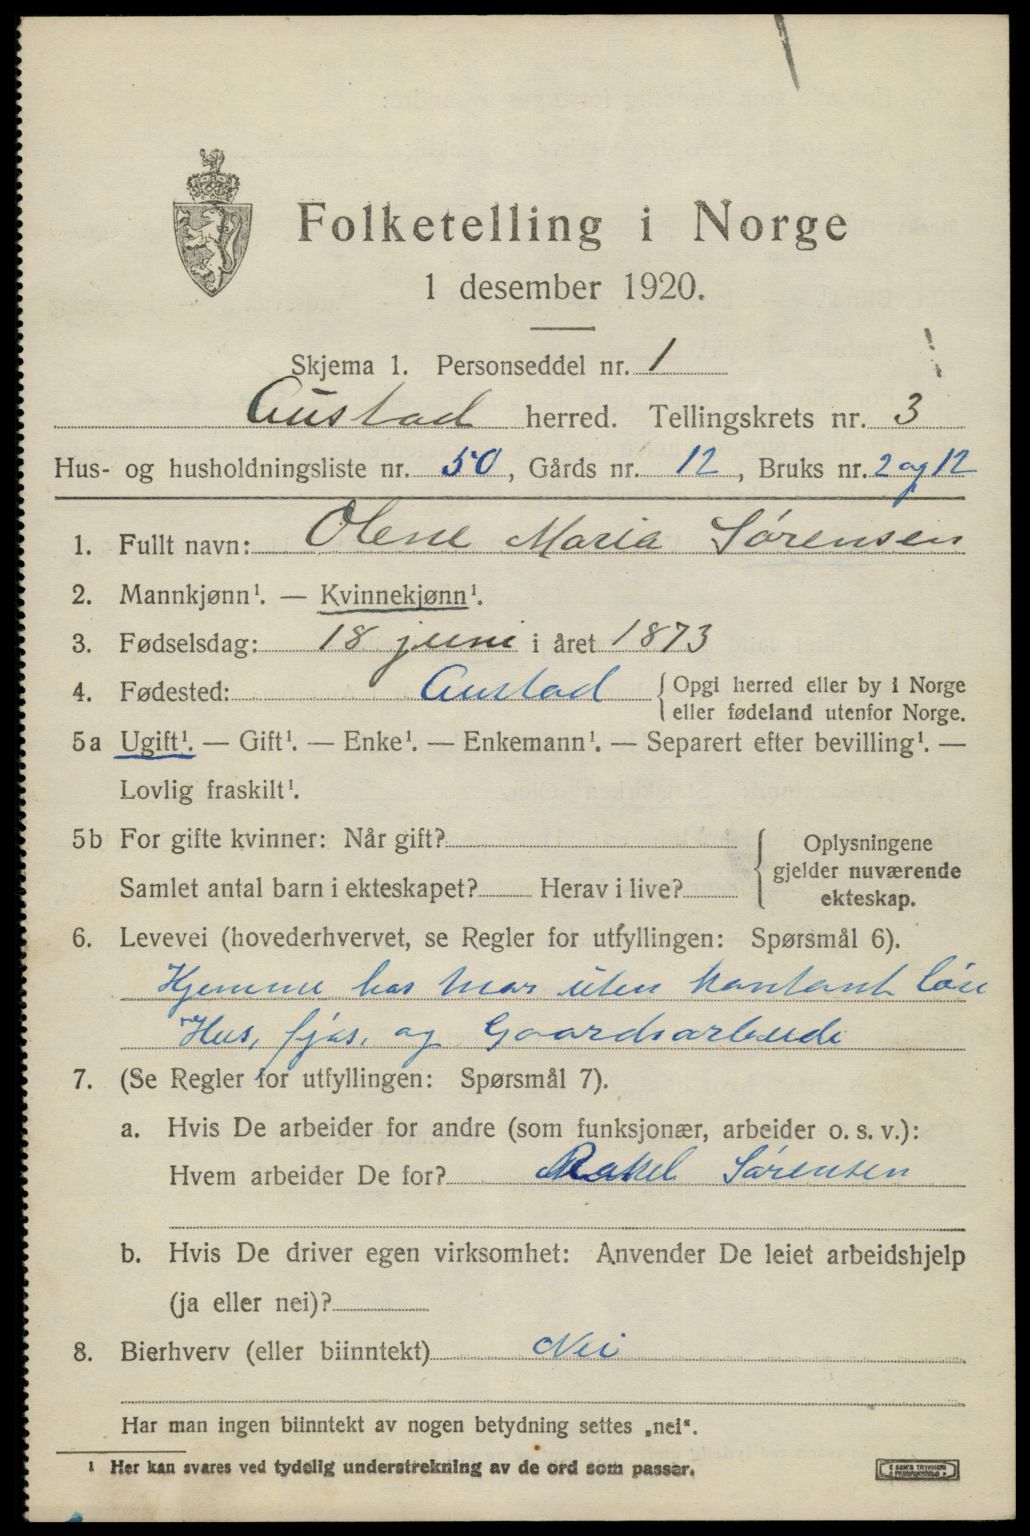 Folketelling i Norge
1 desember 1920.
Skjema 1. Personseddel nr. 1
Austad herred. Tellingskrets nr. 3
Hus- og husholdningsliste nr. 50, Gårds nr. 12, Bruks nr. 2 og 12
1. Fullt navn: Olene Maria Sørensen
2. Mannkjønn¹. — Kvinnekjønn¹.
3. Fødselsdag: 18 juni i året 1873
4. Fødested: Austad { Opgi herred eller by i Norge
eller fødeland utenfor Norge.
5a Ugift¹. — Gift¹. — Enke¹. — Enkemann¹. — Separert efter bevilling¹. —
Lovlig fraskilt¹.
5b For gifte kvinner: Når gift?
Samlet antal barn i ekteskapet? Herav i live?
Oplysningene
gjelder nuværende
ekteskap.
6. Levevei (hovederhvervet, se Regler for utfyllingen: Spørsmål 6).
Hjemme hos mor uten kontant løn
Hus, fjøs, og Gaardsarbeide
7. (Se Regler for utfyllingen: Spørsmål 7).
a. Hvis De arbeider for andre (som funksjonær, arbeider o. s. v.):
Hvem arbeider De for? Rakel Sørensen
b. Hvis De driver egen virksomhet: Anvender De leiet arbeidshjelp
(ja eller nei)?
8. Bierhverv (eller biinntekt) Nei
Har man ingen biinntekt av nogen betydning settes „nei“.
¹ Her kan svares ved tydelig understrekning av de ord som passer.